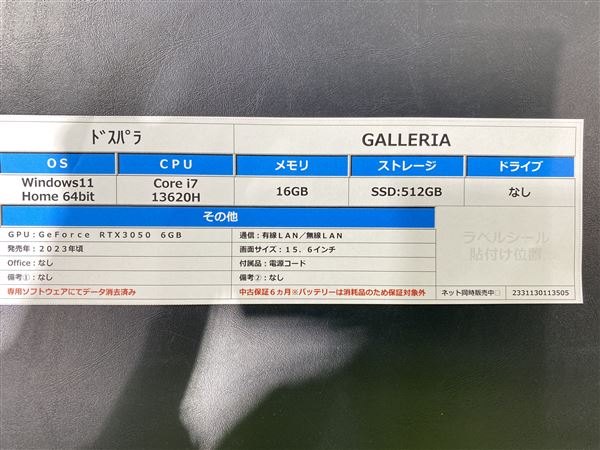 ﾄﾞｽﾊﾟﾗ GALLERIA
OS CPU メモリ ストレージ ドライブ
Windows11 Home 64bit Core i7 13620H 16GB SSD:512GB なし
その他
GPU:GeForce RTX3050 6GB 通信:有線LAN/無線LAN
発売年:2023年頃 画面サイズ:15.6インチ
Office:なし 付属品:電源コード
備考①:なし 備考②:なし
ラベルシール
貼付け位置
専用ソフトウェアにてデータ消去済み 中古保証6ヵ月※バッテリーは消耗品のため保証対象外 ネット同時販売中□ 2331130113505